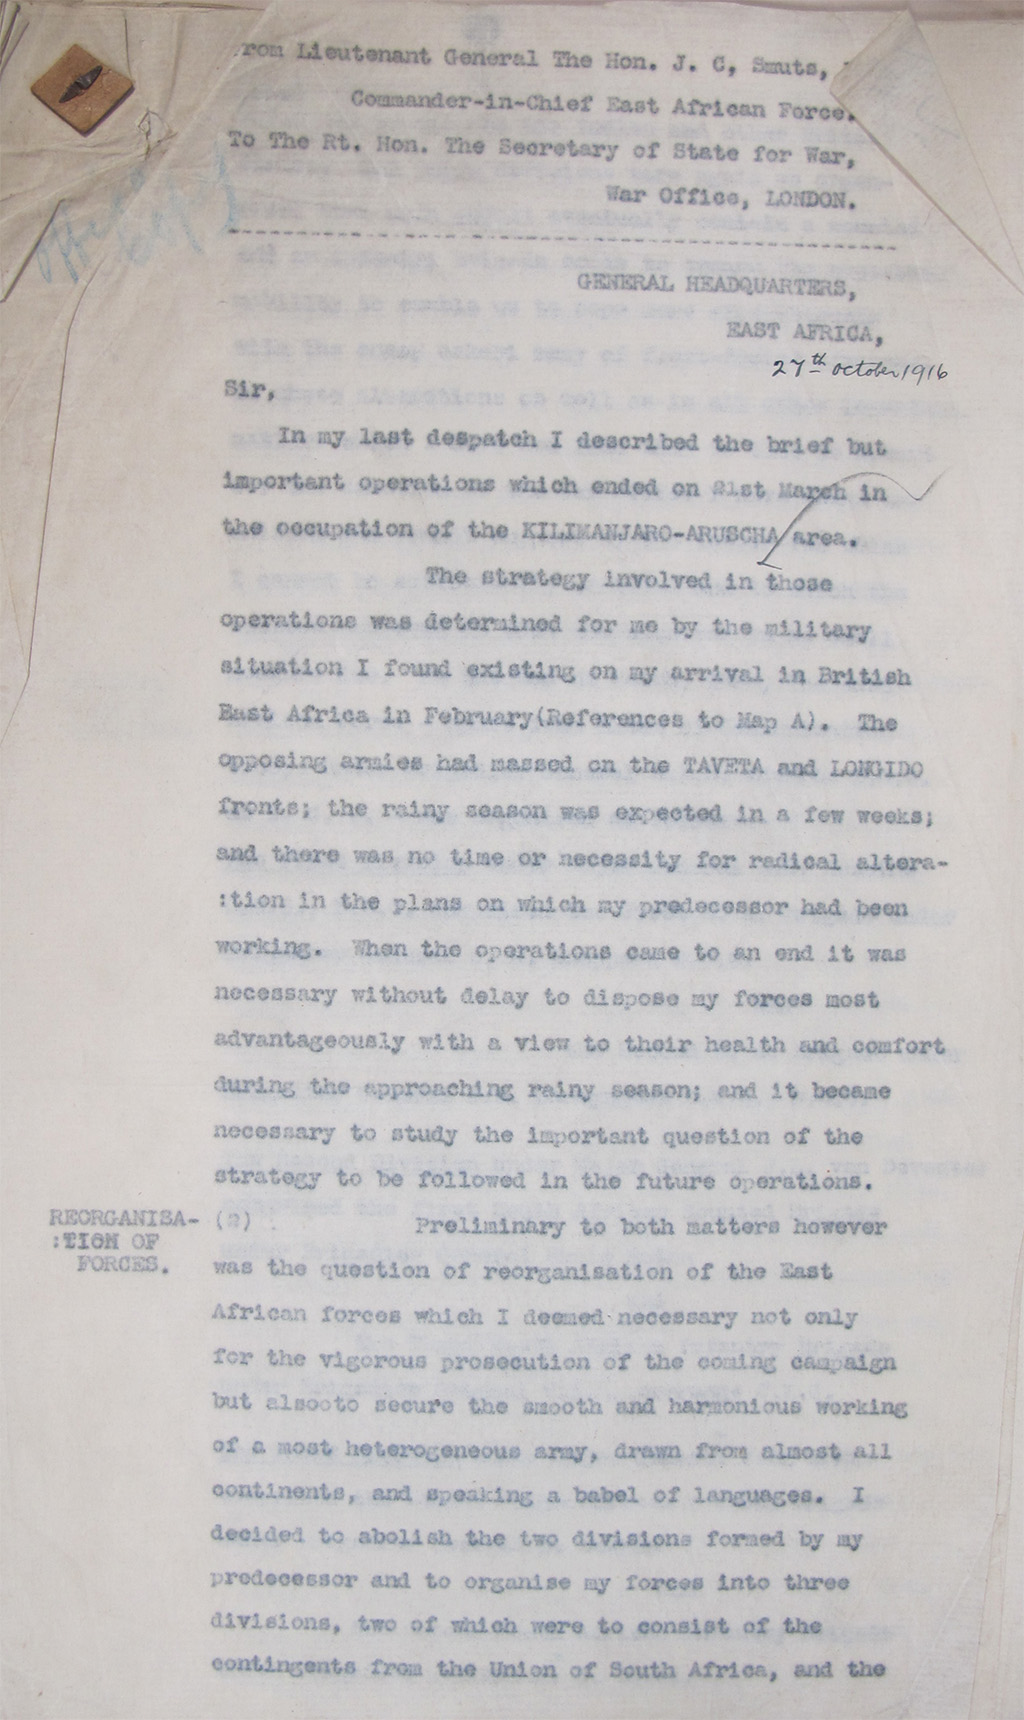 From Lieutenant General The Hon. J. C, Smuts,
Commander-in-Chief East African Force.
To The Rt. Hon. The Secretary of State for War,
War Office, LONDON.
GENERAL HEADQUARTERS,
EAST AFRICA,
27th October 1916
Sir,
In my last despatch I described the brief but
important operations which ended on 21st March in
the occupation of the KILIMANJARO-ARUSCHA area.
The strategy involved in those
operations was determined for me by the military
situation I found existing on my arrival in British
East Africa in February(References to Map A). The
opposing armies had massed on the TAVETA and LONGIDO
fronts; the rainy season was expected in a few weeks;
and there was no time or necessity for radical altera-
:tion in the plans on which my predecessor had been
working. When the operations came to an end it was
necessary without delay to dispose my forces most
advantageously with a view to their health and comfort
during the approaching rainy season; and it became
necessary to study the important question of the
strategy to be followed in the future operations.
REORGANISA-
:TION OF
FORCES.
(2) Preliminary to both matters however
was the question of reorganisation of the East
African forces which I deemed necessary not only
for the vigorous prosecution of the coming campaign
but alsooto secure the smooth and harmonious working
of a most heterogeneous army, drawn from almost all
continents, and speaking a babel of languages. I
decided to abolish the two divisions formed by my
predecessor and to organise my forces into three
divisions, two of which were to consist of the
contingents from the Union of South Africa, and the